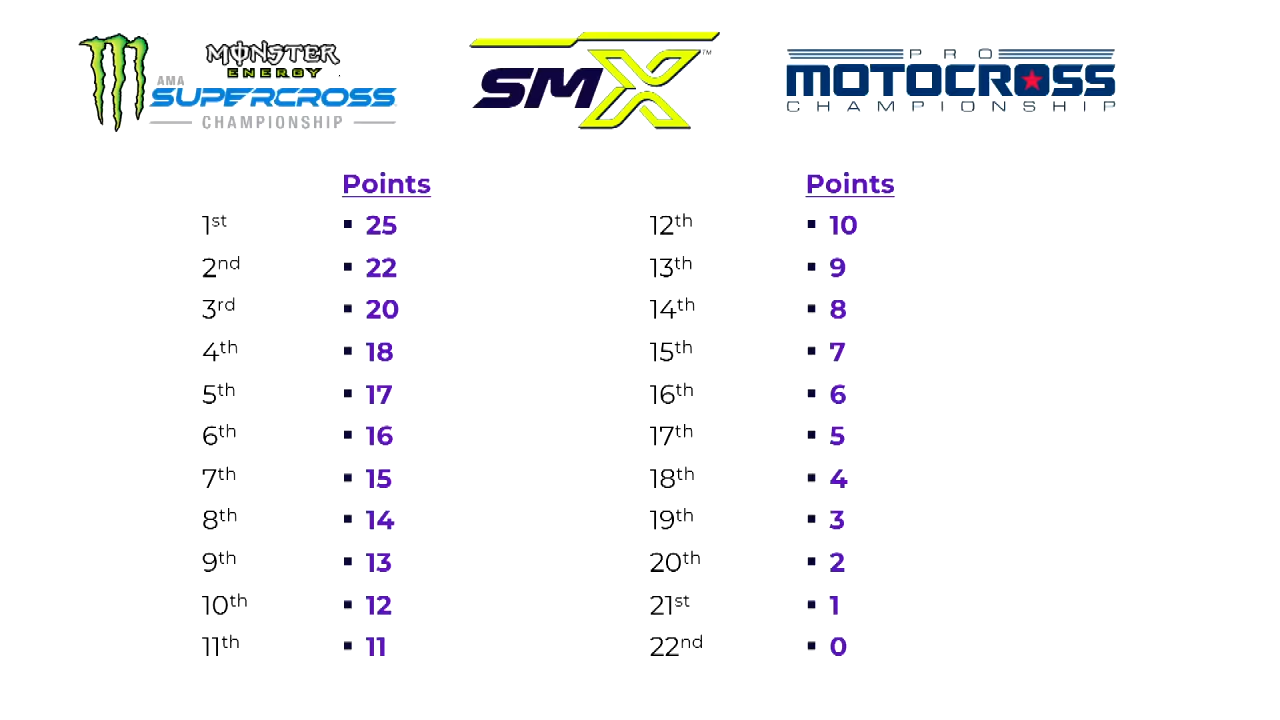 MONSTER
ENERGY
AMA
SUPERCROSS
CHAMPIONSHIP
SMX™
PRO
MOTOCROSS
CHAMPIONSHIP
Points
1st ▪ 25
2nd ▪ 22
3rd ▪ 20
4th ▪ 18
5th ▪ 17
6th ▪ 16
7th ▪ 15
8th ▪ 14
9th ▪ 13
10th ▪ 12
11th ▪ 11
Points
12th ▪ 10
13th ▪ 9
14th ▪ 8
15th ▪ 7
16th ▪ 6
17th ▪ 5
18th ▪ 4
19th ▪ 3
20th ▪ 2
21st ▪ 1
22nd ▪ 0